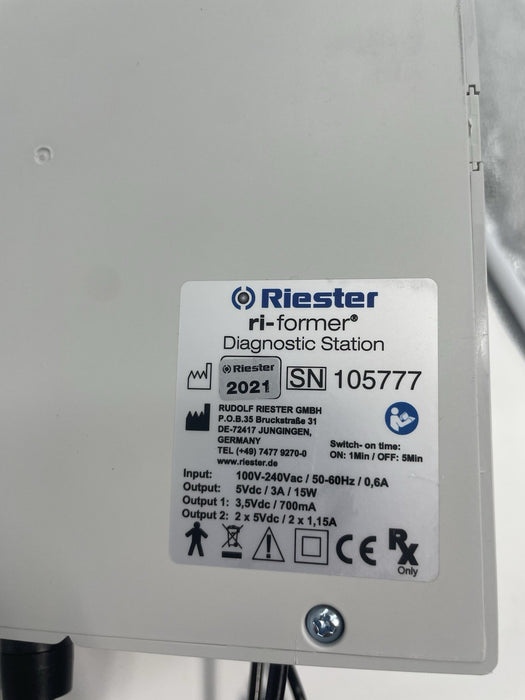 Riester
ri-former®
Diagnostic Station
Riester
2021
SN 105777
RUDOLF RIESTER GMBH
P.O.B.35 Bruckstraße 31
DE-72417 JUNGINGEN,
GERMANY
TEL (+49) 7477 9270-0
www.riester.de
Switch- on time:
ON: 1Min / OFF: 5Min
Input: 100V-240Vac / 50-60Hz / 0,6A
Output: 5Vdc / 3A / 15W
Output 1: 3,5Vdc / 700mA
Output 2: 2 x 5Vdc / 2 x 1,15A
CE Rx
Only